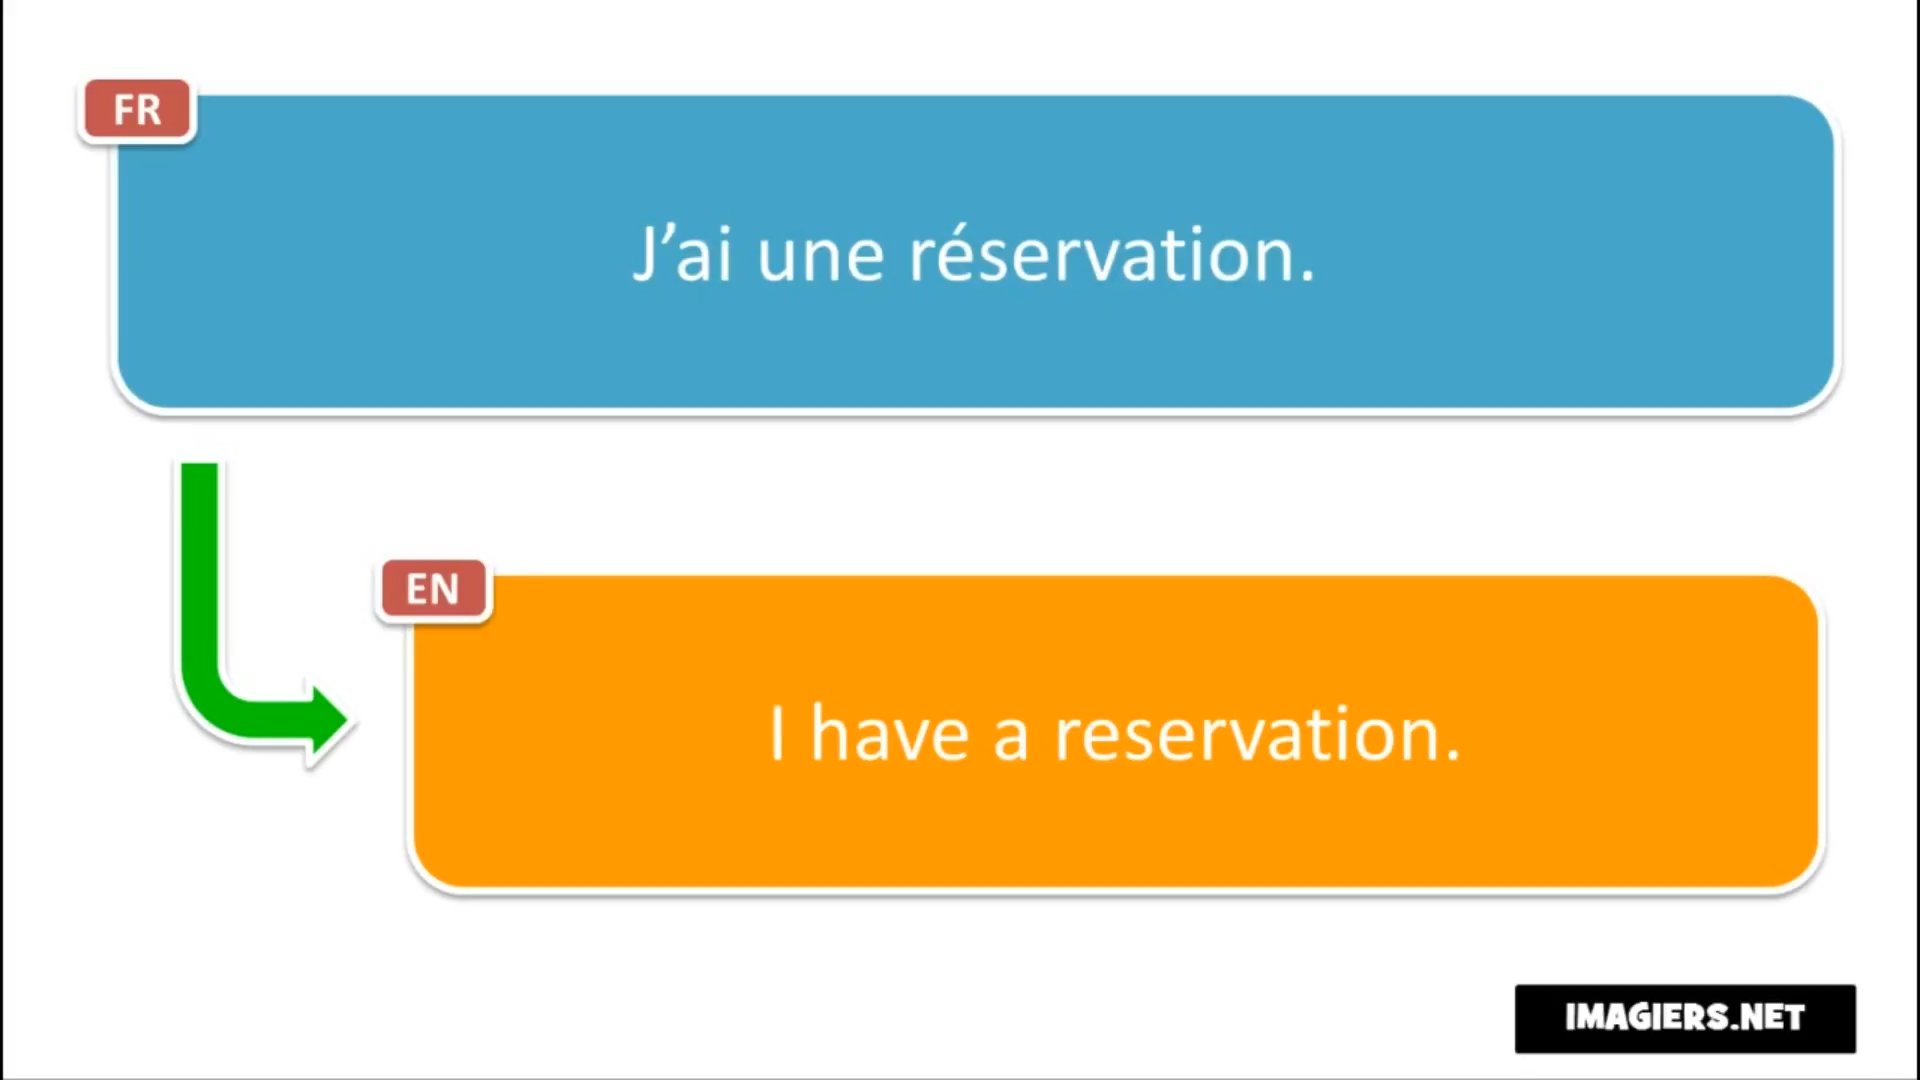 FR
J’ai une réservation.
EN
I have a reservation.
IMAGIERS.NET